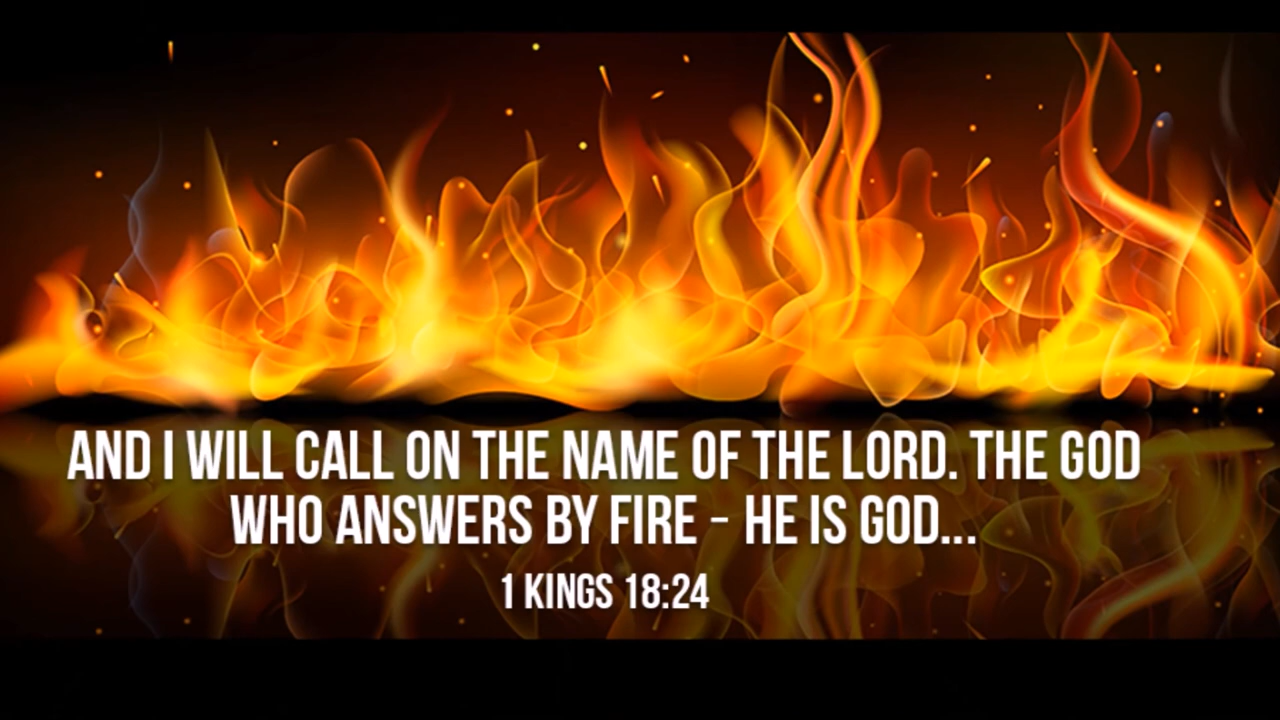 AND I WILL CALL ON THE NAME OF THE LORD. THE GOD
WHO ANSWERS BY FIRE - HE IS GOD...
1 KINGS 18:24